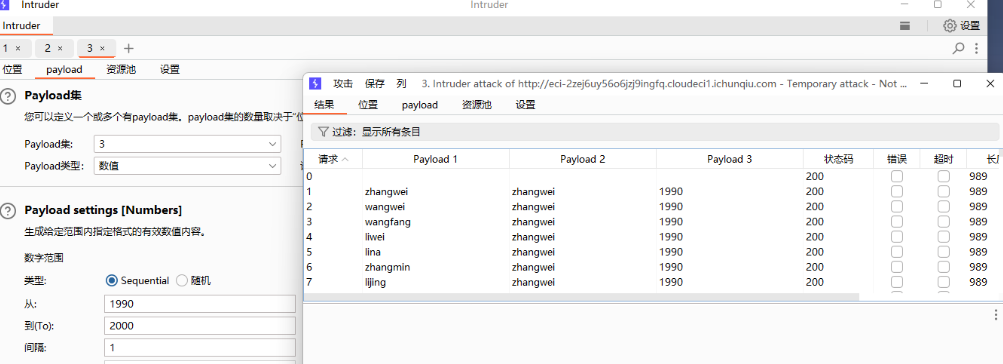 Intruder
Intruder
Intruder
设置
1 × 2 × 3 × +
位置 payload 资源池 设置
? Payload集
您可以定义一个或多个有payload集。payload集的数量取决于"位
Payload集: 3
Payload类型: 数值
? Payload settings [Numbers]
生成给定范围内指定格式的有效数值内容。
数字范围
类型: Sequential 随机
从: 1990
到(To): 2000
间隔: 1
攻击 保存 列 3. Intruder attack of http://eci-2zej6uy56o6jzj9ingfq.cloudeci1.ichunqiu.com - Temporary attack - Not ...
结果 位置 payload 资源池 设置
过滤: 显示所有条目
请求 Payload 1 Payload 2 Payload 3 状态码 错误 超时
0 200 989
1 zhangwei zhangwei 1990 200 989
2 wangwei zhangwei 1990 200 989
3 wangfang zhangwei 1990 200 989
4 liwei zhangwei 1990 200 989
5 lina zhangwei 1990 200 989
6 zhangmin zhangwei 1990 200 989
7 lijing zhangwei 1990 200 989